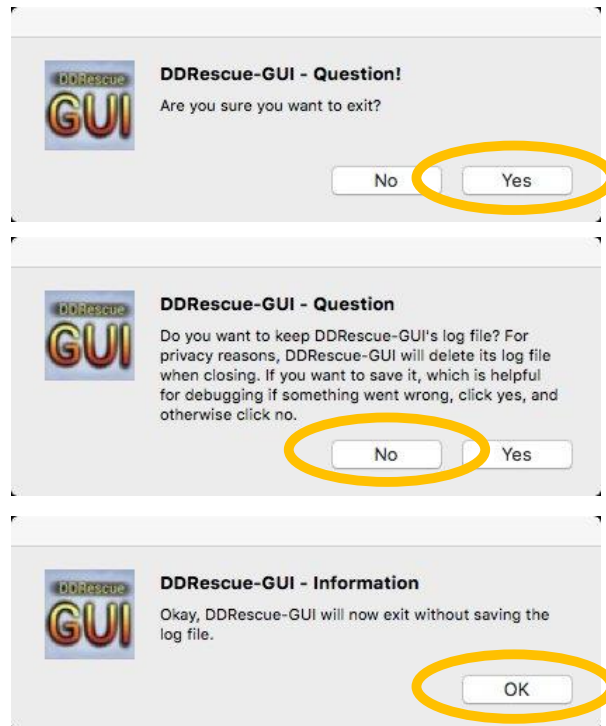 DDRescue
GUI
DDRescue-GUI - Question!
Are you sure you want to exit?
No
Yes
DDRescue
GUI
DDRescue-GUI - Question
Do you want to keep DDRescue-GUI's log file? For
privacy reasons, DDRescue-GUI will delete its log file
when closing. If you want to save it, which is helpful
for debugging if something went wrong, click yes, and
otherwise click no.
No
Yes
DDRescue
GUI
DDRescue-GUI - Information
Okay, DDRescue-GUI will now exit without saving the
log file.
OK